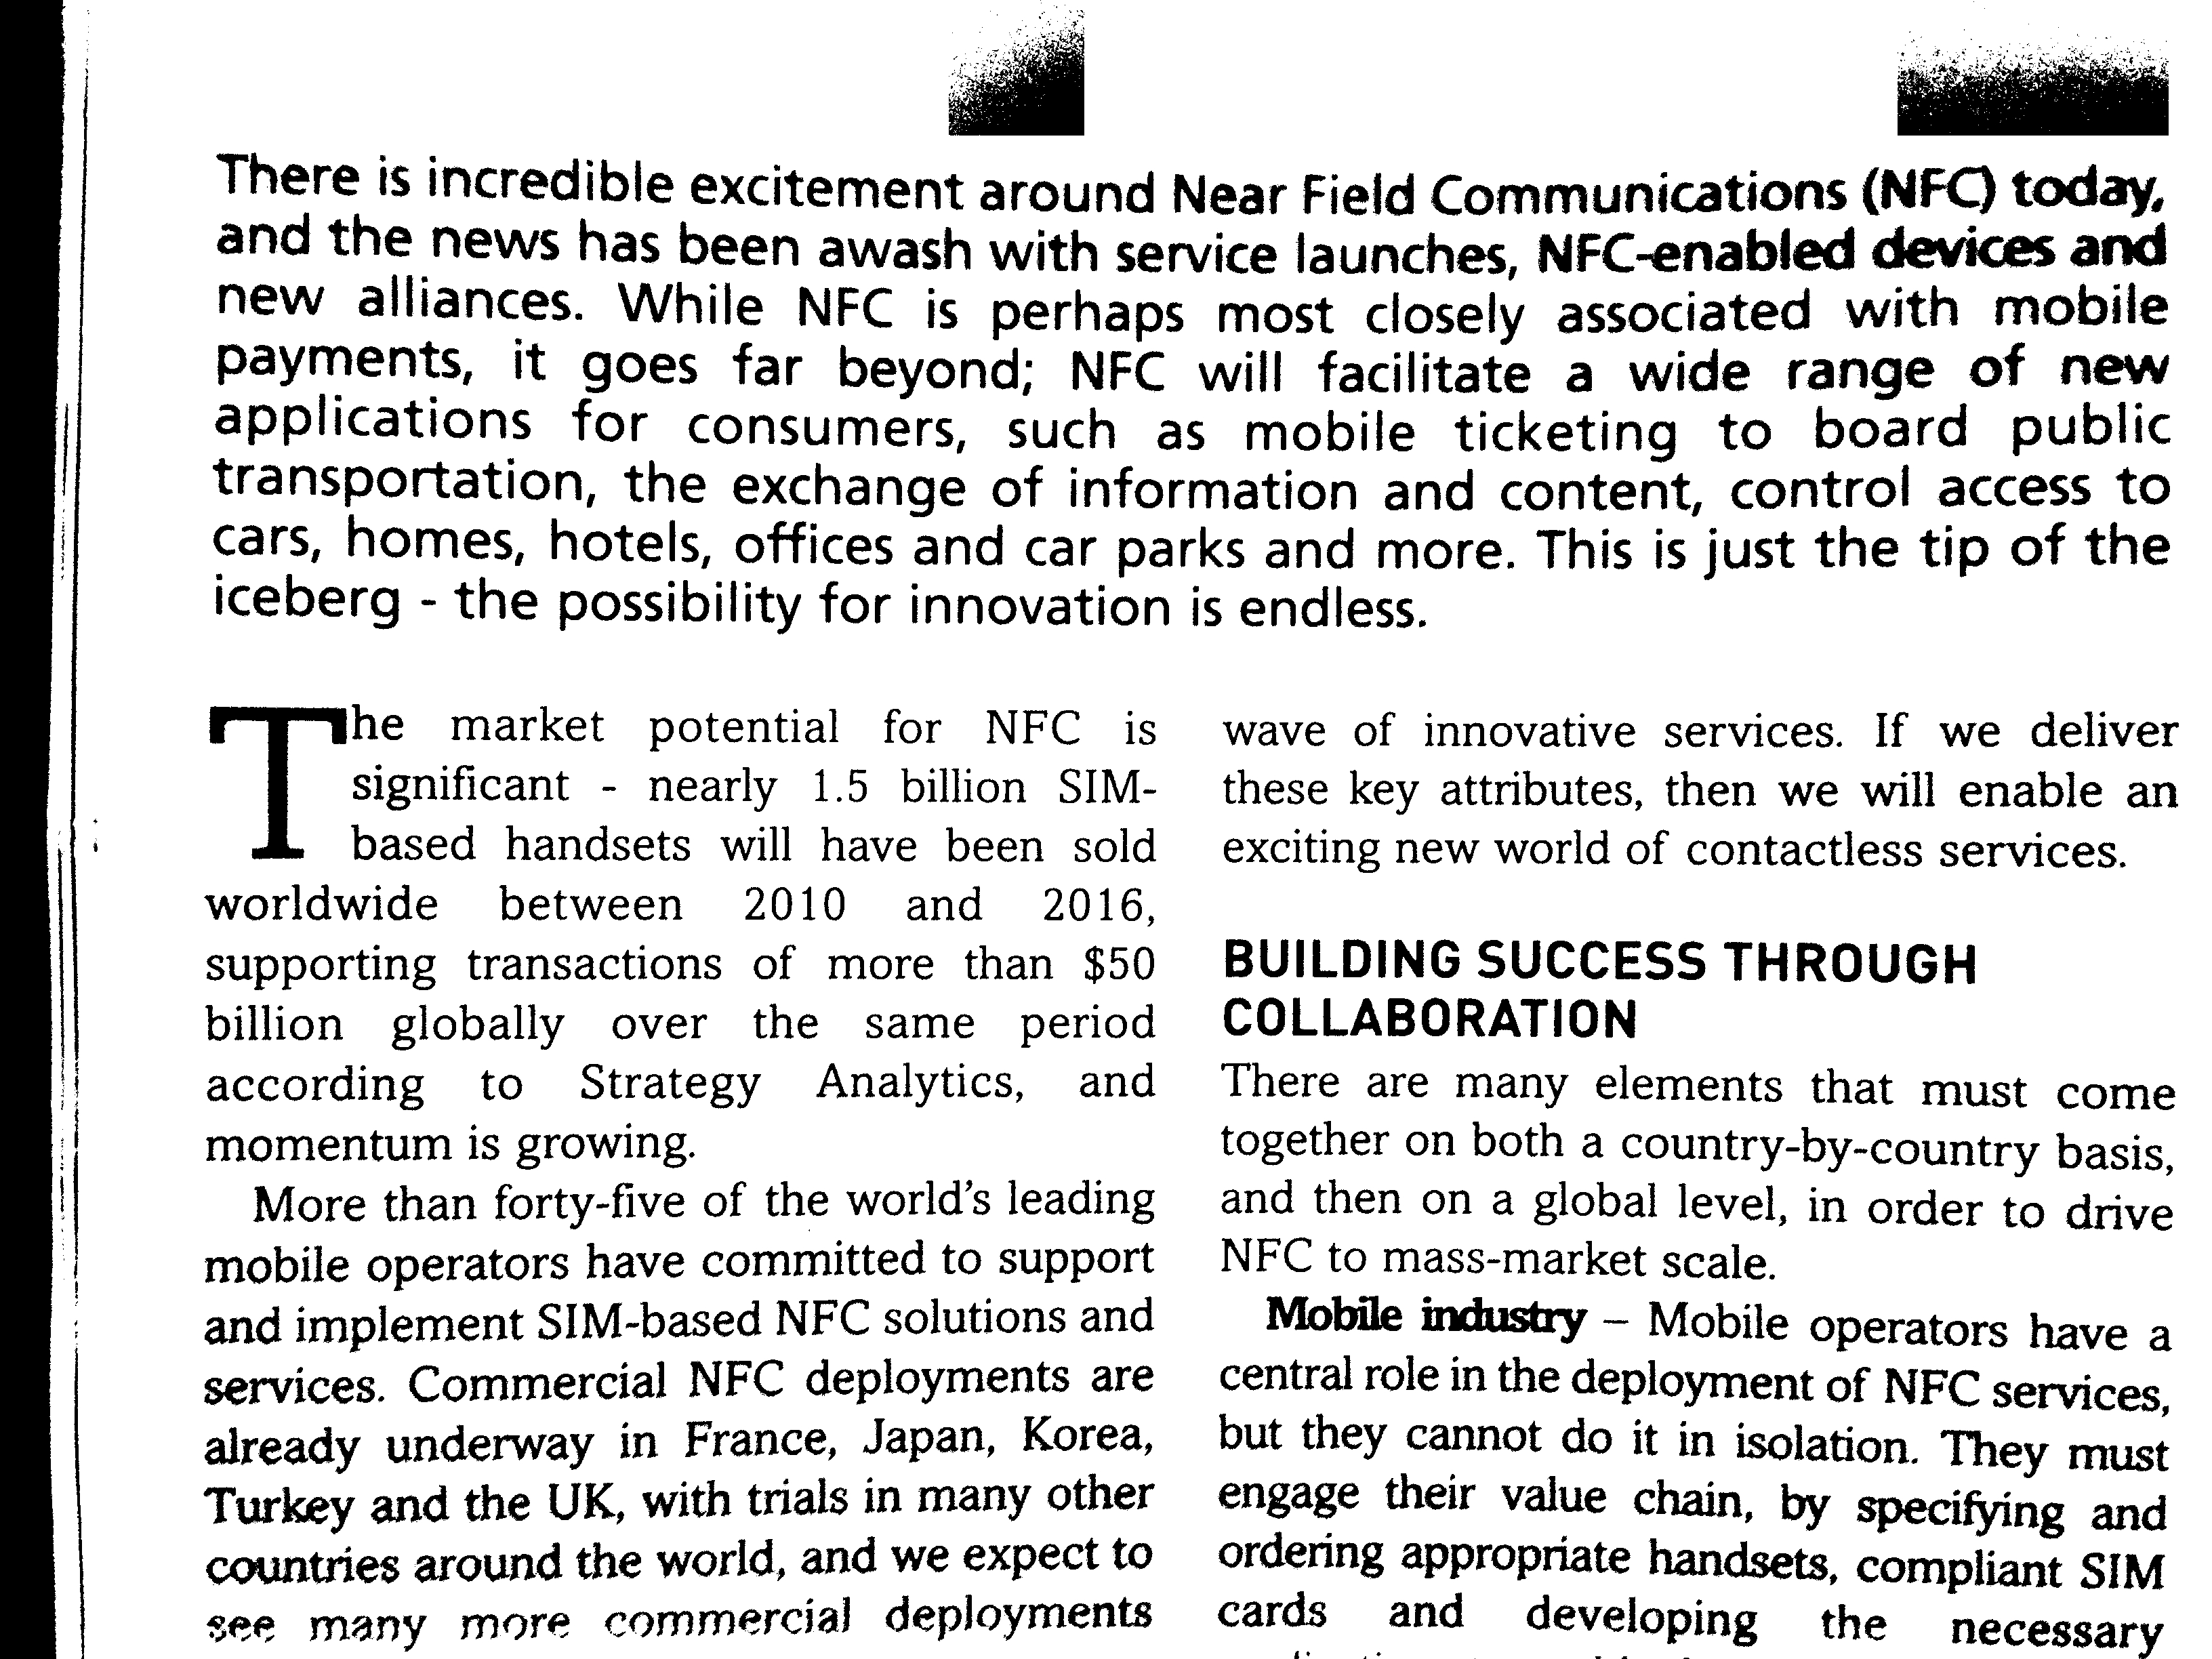 There is incredible excitement around Near Field Communications (NFC) today,
and the news has been awash with service launches, NFC-enabled devices and
new alliances. While NFC is perhaps most closely associated with mobile
payments, it goes far beyond; NFC will facilitate a wide range of new
applications for consumers, such as mobile ticketing to board public
transportation, the exchange of information and content, control access to
cars, homes, hotels, offices and car parks and more. This is just the tip of the
iceberg - the possibility for innovation is endless.
The market potential for NFC is
significant - nearly 1.5 billion SIM-
based handsets will have been sold
worldwide between 2010 and 2016,
supporting transactions of more than $50
billion globally over the same period
according to Strategy Analytics, and
momentum is growing.
More than forty-five of the world's leading
mobile operators have committed to support
and implement SIM-based NFC solutions and
services. Commercial NFC deployments are
already underway in France, Japan, Korea,
Turkey and the UK, with trials in many other
countries around the world, and we expect to
see many more commercial deployments
wave of innovative services. If we deliver
these key attributes, then we will enable an
exciting new world of contactless services.
BUILDING SUCCESS THROUGH
COLLABORATION
There are many elements that must come
together on both a country-by-country basis,
and then on a global level, in order to drive
NFC to mass-market scale.
Mobile industry – Mobile operators have a
central role in the deployment of NFC services,
but they cannot do it in isolation. They must
engage their value chain, by specifying and
ordering appropriate handsets, compliant SIM
cards and developing the necessary